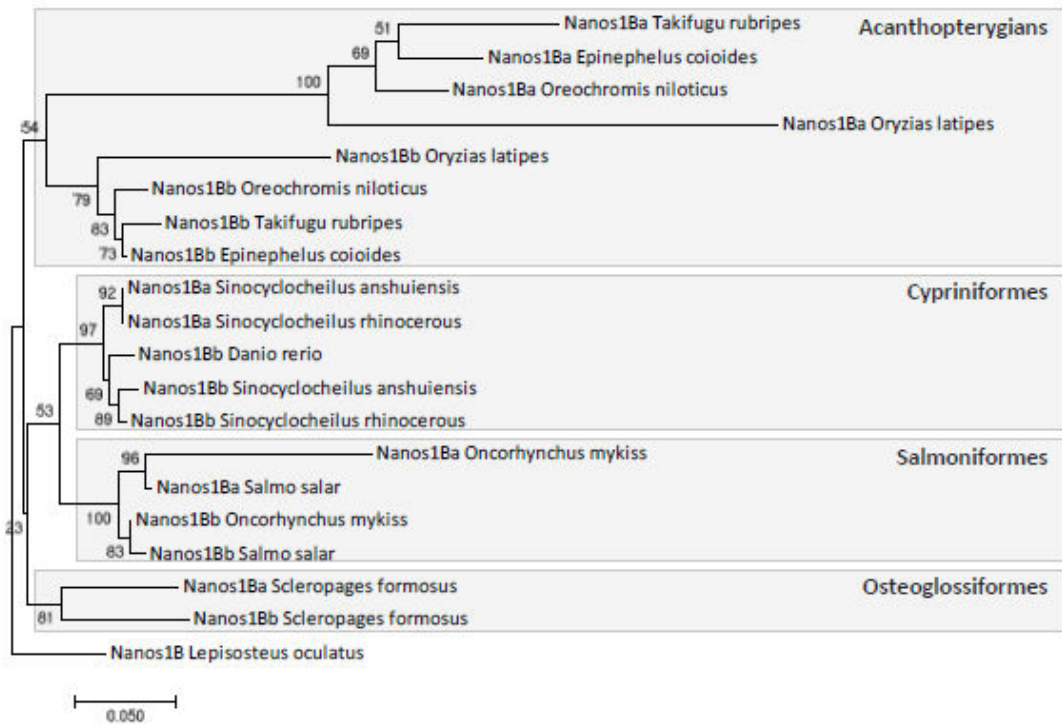 51
Nanos1Ba Takifugu rubripes
Acanthopterygians
69
Nanos1Ba Epinephelus coioides
100
Nanos1Ba Oreochromis niloticus
Nanos1Ba Oryzias latipes
54
Nanos1Bb Oryzias latipes
79
Nanos1Bb Oreochromis niloticus
83
Nanos1Bb Takifugu rubripes
73
Nanos1Bb Epinephelus coioides
92
Nanos1Ba Sinocyclocheilus anshuiensis
Cypriniformes
97
Nanos1Ba Sinocyclocheilus rhinocerous
Nanos1Bb Danio rerio
69
Nanos1Bb Sinocyclocheilus anshuiensis
53
89
Nanos1Bb Sinocyclocheilus rhinocerous
96
Nanos1Ba Oncorhynchus mykiss
Salmoniformes
Nanos1Ba Salmo salar
100
Nanos1Bb Oncorhynchus mykiss
23
83
Nanos1Bb Salmo salar
Nanos1Ba Scleropages formosus
Osteoglossiformes
81
Nanos1Bb Scleropages formosus
Nanos1B Lepisosteus oculatus
0.050